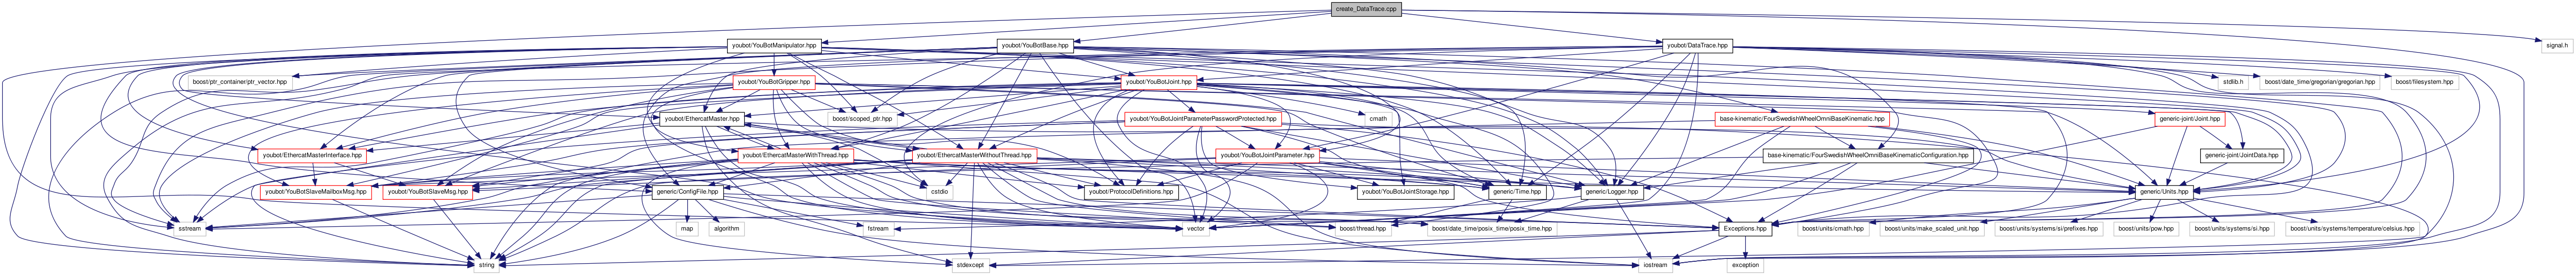 create_DataTrace.cpp
youbot/YouBotManipulator.hpp
youbot/YouBotBase.hpp
youbot/DataTrace.hpp
signal.h
boost/ptr_container/ptr_vector.hpp
youbot/YouBotGripper.hpp
youbot/YouBotJoint.hpp
stdlib.h
boost/date_time/gregorian/gregorian.hpp
boost/filesystem.hpp
youbot/EthercatMaster.hpp
boost/scoped_ptr.hpp
youbot/YouBotJointParameterPasswordProtected.hpp
cmath
base-kinematic/FourSwedishWheelOmniBaseKinematic.hpp
generic-joint/Joint.hpp
youbot/EthercatMasterInterface.hpp
youbot/EthercatMasterWithThread.hpp
youbot/EthercatMasterWithoutThread.hpp
youbot/YouBotJointParameter.hpp
base-kinematic/FourSwedishWheelOmniBaseKinematicConfiguration.hpp
generic-joint/JointData.hpp
youbot/YouBotSlaveMailboxMsg.hpp
youbot/YouBotSlaveMsg.hpp
generic/ConfigFile.hpp
cstdio
youbot/ProtocolDefinitions.hpp
youbot/YouBotJointStorage.hpp
generic/Time.hpp
generic/Logger.hpp
generic/Units.hpp
sstream
map
algorithm
fstream
vector
boost/thread.hpp
boost/date_time/posix_time/posix_time.hpp
Exceptions.hpp
boost/units/cmath.hpp
boost/units/make_scaled_unit.hpp
boost/units/systems/si/prefixes.hpp
boost/units/pow.hpp
boost/units/systems/si.hpp
boost/units/systems/temperature/celsius.hpp
string
stdexcept
iostream
exception